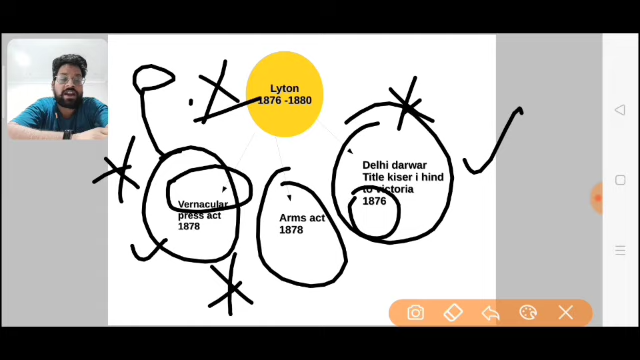 Lyton
1876 -1880
Delhi darwar
Title kiser i hind
to victoria
1876
Vernacular
press act
1878
Arms act
1878